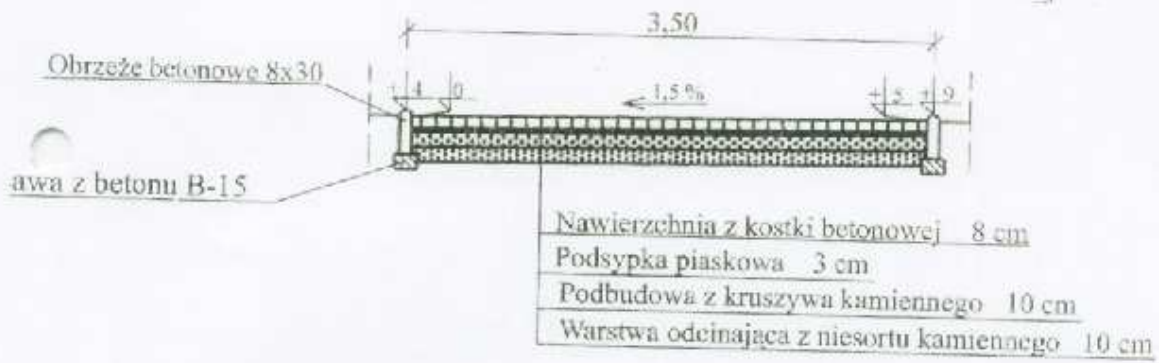 3,50
Obrzeże betonowe 8x30
+ 4 0
1,5 %
+ 5 + 9
awa z betonu B-15
Nawierzchnia z kostki betonowej 8 cm
Podsypka piaskowa 3 cm
Podbudowa z kruszywa kamiennego 10 cm
Warstwa odcinająca z niesortu kamiennego 10 cm